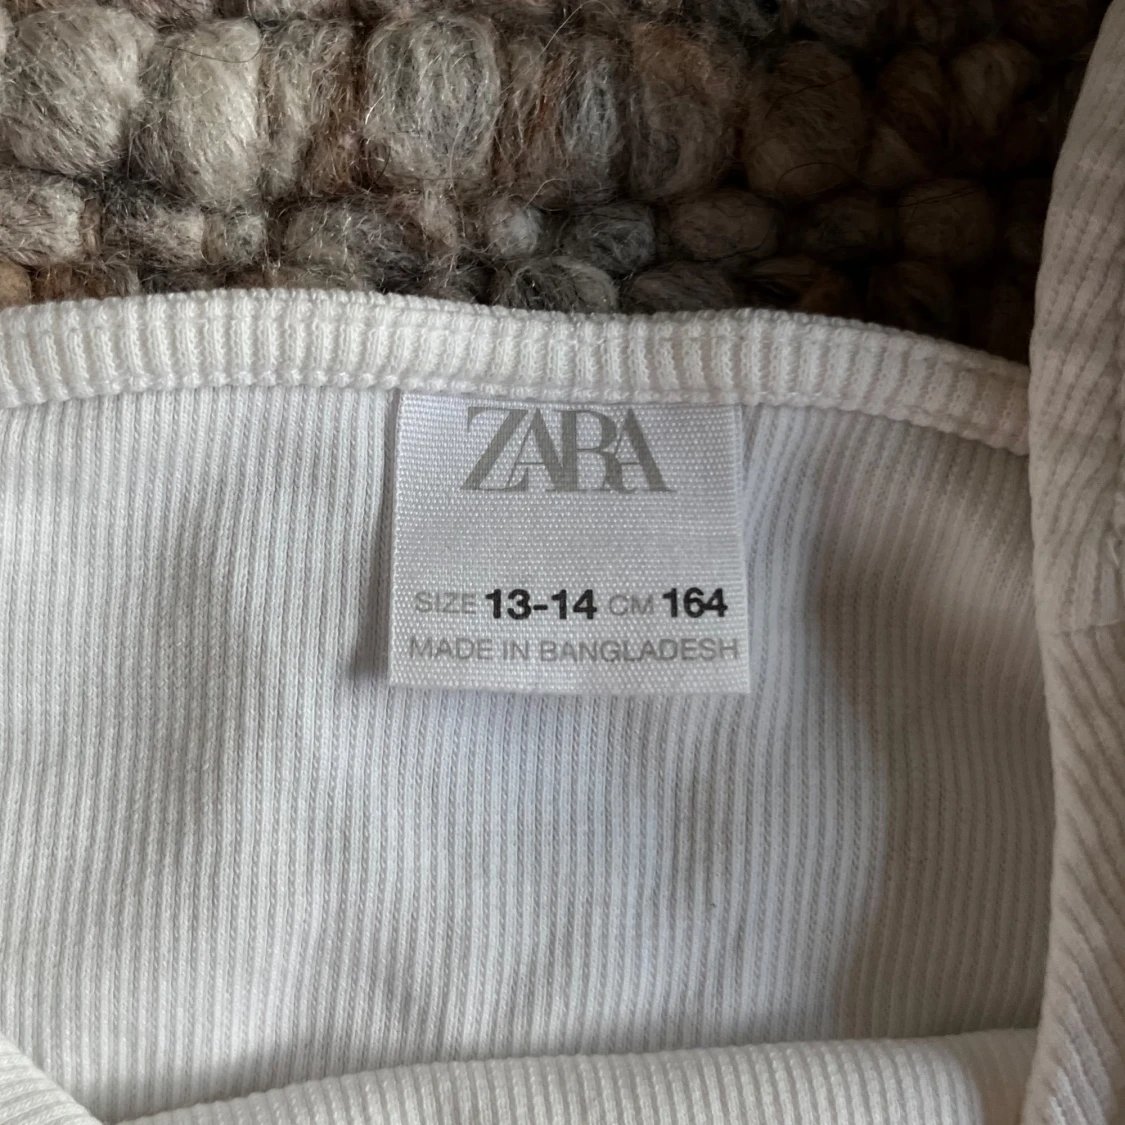 ZARA
SIZE 13-14 CM 164
MADE IN BANGLADESH